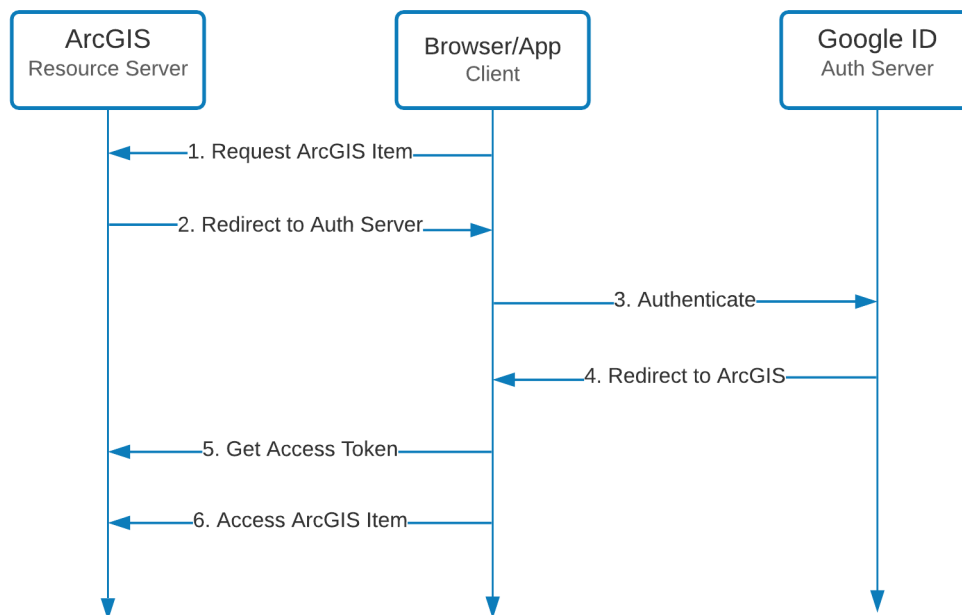 ArcGIS
Resource Server
Browser/App
Client
Google ID
Auth Server
1. Request ArcGIS Item
2. Redirect to Auth Server
3. Authenticate
4. Redirect to ArcGIS
5. Get Access Token
6. Access ArcGIS Item